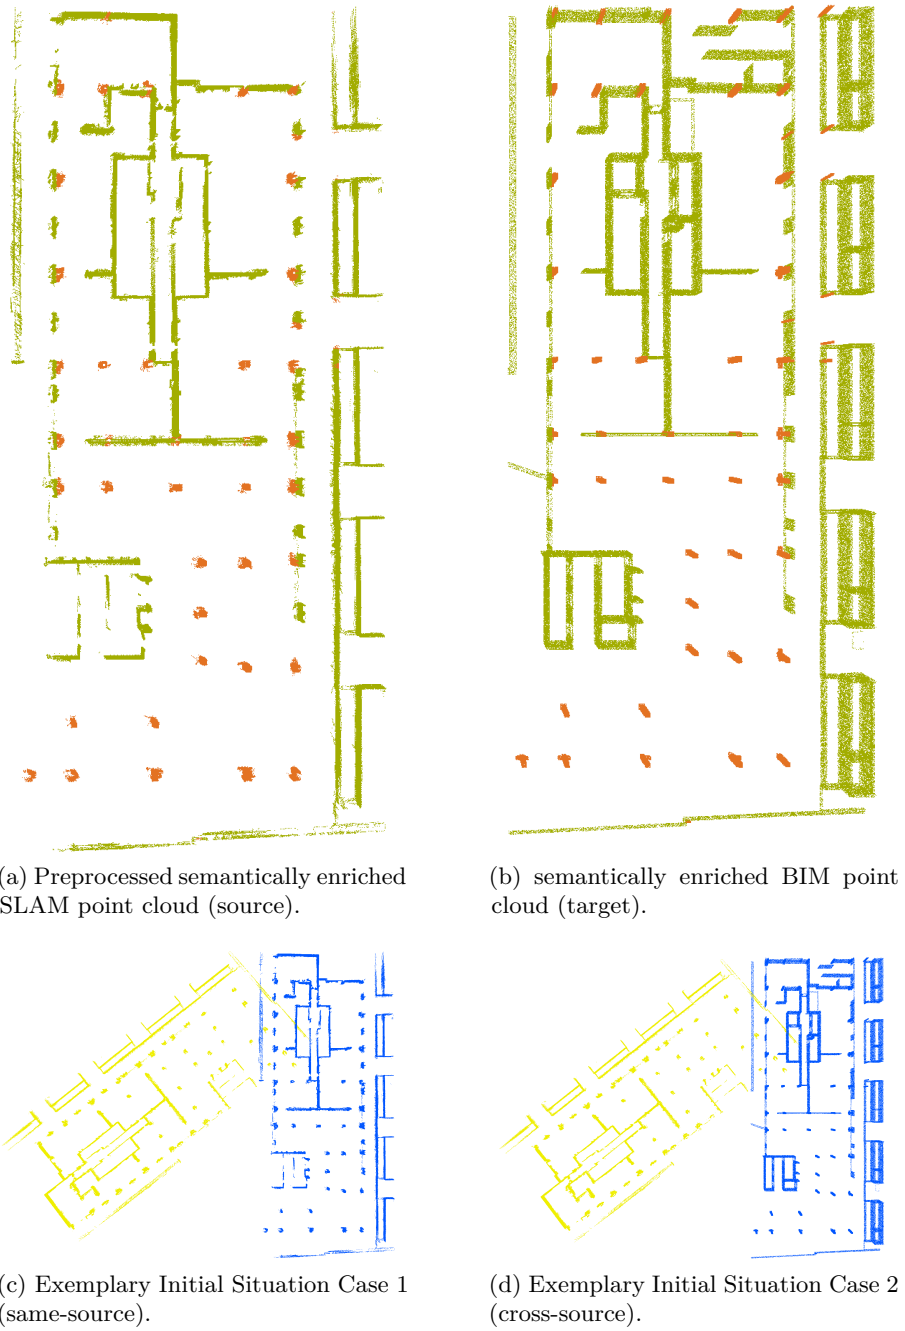 (a) Preprocessed semantically enriched
SLAM point cloud (source).
(b) semantically enriched BIM point
cloud (target).
(c) Exemplary Initial Situation Case 1
(same-source).
(d) Exemplary Initial Situation Case 2
(cross-source).